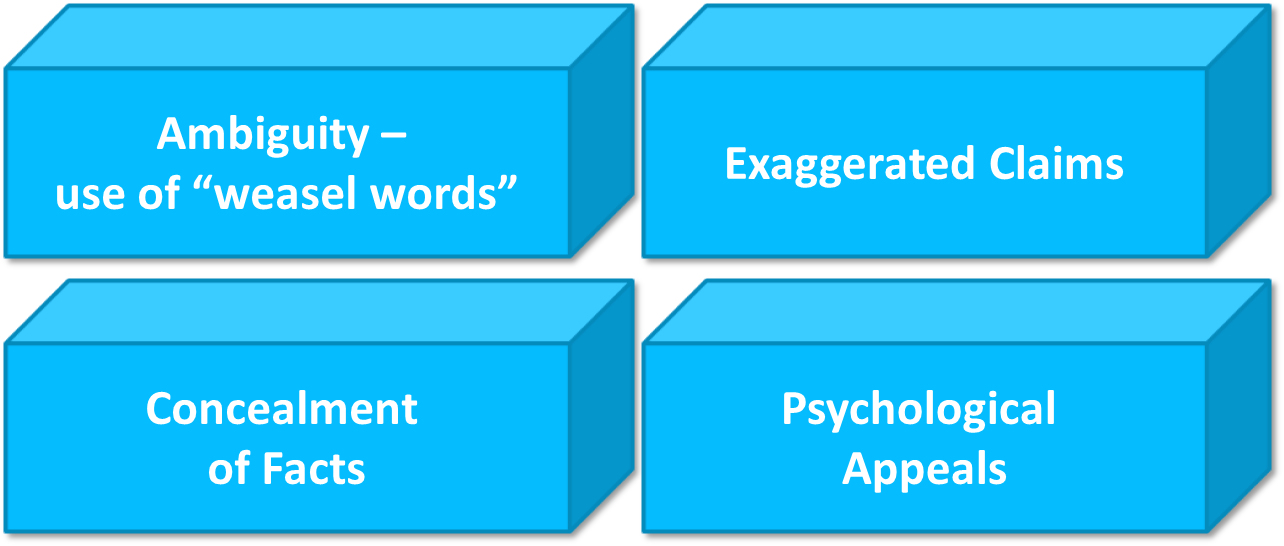 Ambiguity –
use of “weasel words”
Exaggerated Claims
Concealment
of Facts
Psychological
Appeals